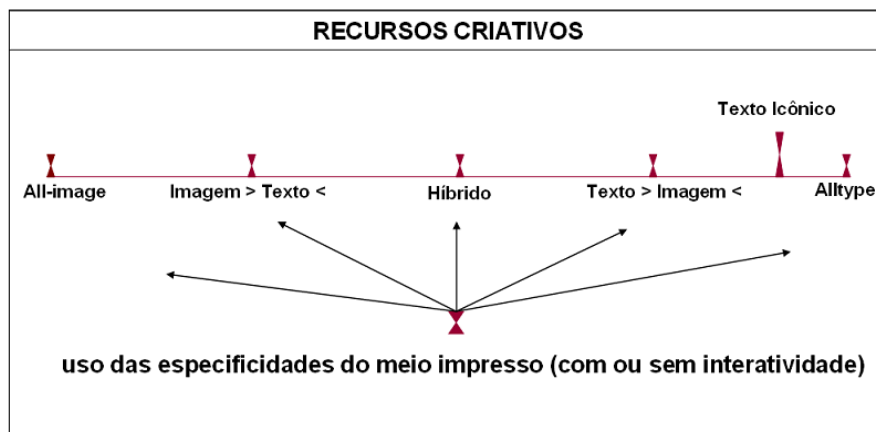 RECURSOS CRIATIVOS
Texto Icônico
All-image
Imagem > Texto <
Híbrido
Texto > Imagem <
Alltype
uso das especificidades do meio impresso (com ou sem interatividade)